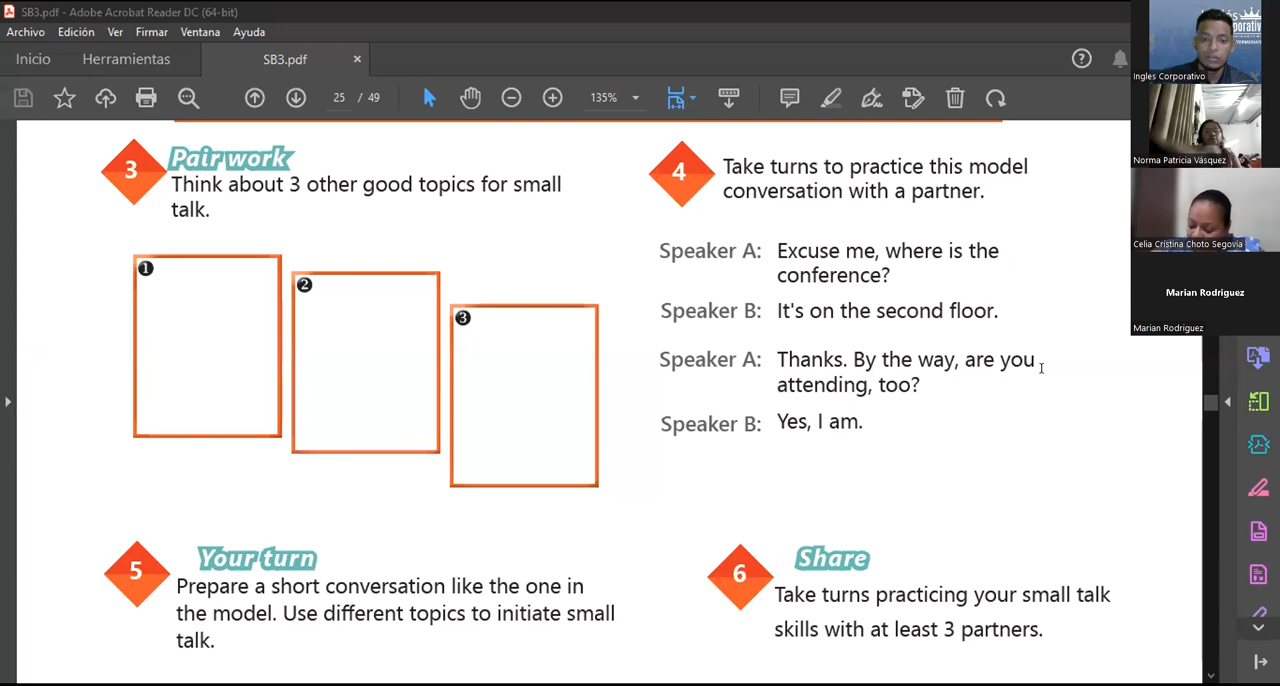 SB3.pdf - Adobe Acrobat Reader DC (64-bit)
Archivo Edición Ver Firmar Ventana Ayuda
Inicio Herramientas SB3.pdf ×
25 / 49 135%
3 Pair work
Think about 3 other good topics for small
talk.
1
2
3
4 Take turns to practice this model
conversation with a partner.
Speaker A: Excuse me, where is the
conference?
Speaker B: It's on the second floor.
Speaker A: Thanks. By the way, are you
attending, too?
Speaker B: Yes, I am.
5 Your turn
Prepare a short conversation like the one in
the model. Use different topics to initiate small
talk.
6 Share
Take turns practicing your small talk
skills with at least 3 partners.
Ingles Corporativo
Norma Patricia Vásquez
Celia Cristina Choto Segovia
Marian Rodriguez
Marian Rodriguez